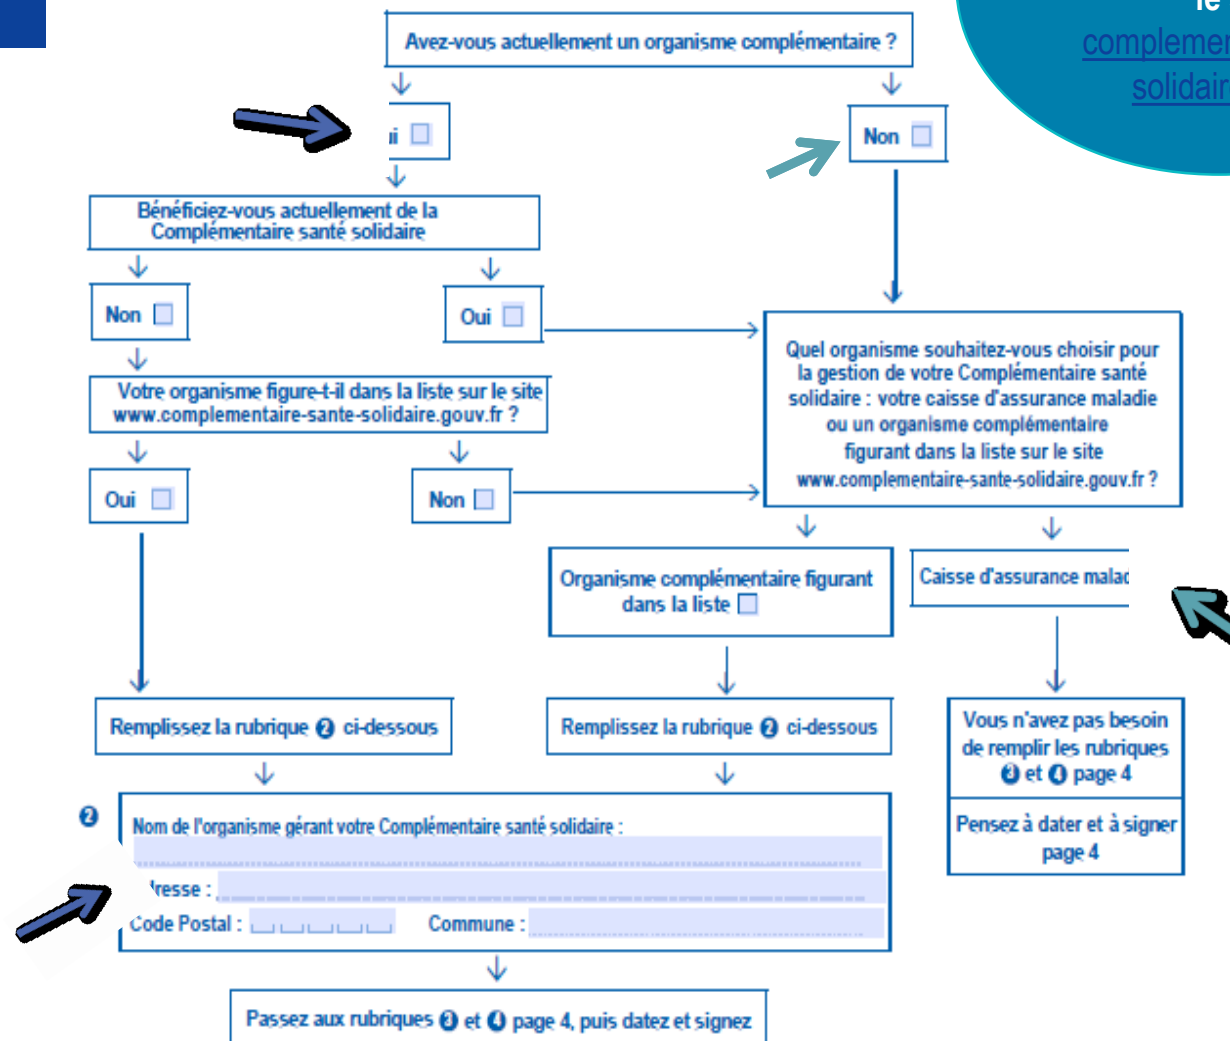 le
Avez-vous actuellement un organisme complémentaire ?
ui
Non
Bénéficiez-vous actuellement de la
Complémentaire santé solidaire
Non
Oui
Quel organisme souhaitez-vous choisir pour
la gestion de votre Complémentaire santé
solidaire : votre caisse d'assurance maladie
ou un organisme complémentaire
figurant dans la liste sur le site
www.complementaire-sante-solidaire.gouv.fr ?
Votre organisme figure-t-il dans la liste sur le site
www.complementaire-sante-solidaire.gouv.fr ?
Oui
Non
Organisme complémentaire figurant
dans la liste
Caisse d'assurance malad
Remplissez la rubrique 2 ci-dessous
Remplissez la rubrique 2 ci-dessous
Vous n'avez pas besoin
de remplir les rubriques
3 et 4 page 4
Pensez à dater et à signer
page 4
2
Nom de l'organisme gérant votre Complémentaire santé solidaire :
resse :
Code Postal :
Commune :
Passez aux rubriques 3 et 4 page 4, puis datez et signez